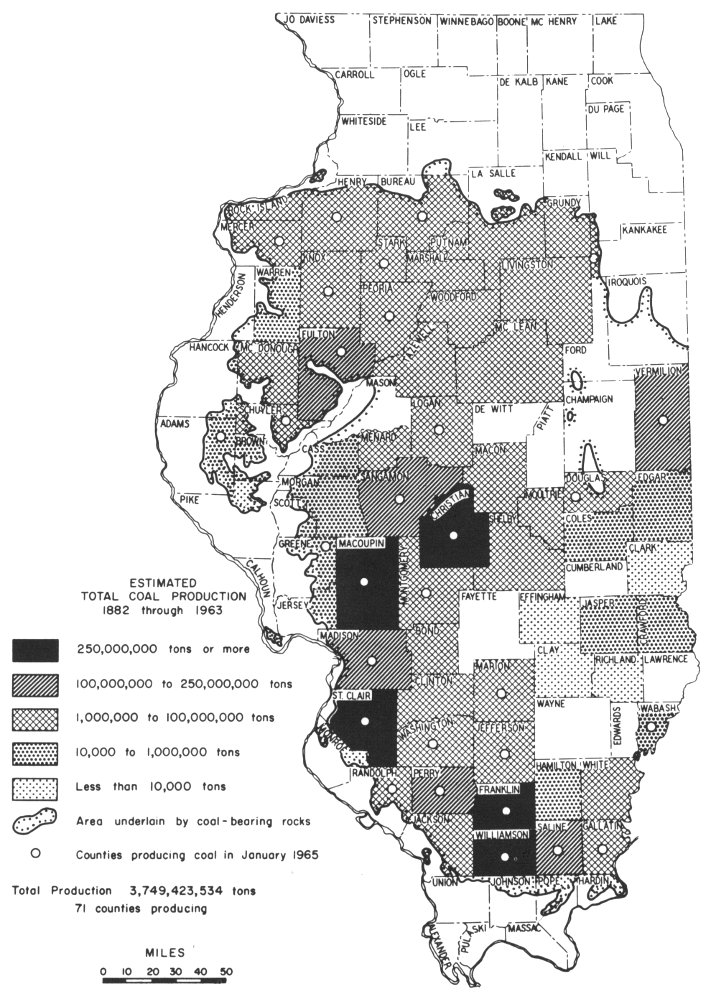 JO DAVIESS STEPHENSON WINNEBAGO BOONE MC HENRY LAKE
CARROLL OGLE DE KALB KANE COOK
DU PAGE
WHITESIDE LEE
KENDALL WILL
LA SALLE
HENRY BUREAU
ROCK ISLAND GRUNDY
MERCER
KANKAKEE
STARK PUTNAM
KNOX MARSHALL LIVINGSTON
WARREN
HENDERSON PEORIA IROQUOIS
WOODFORD
FULTON MC LEAN
HANCOCK MC DONOUGH TAZEWELL
FORD
VERMILION
MASON
CHAMPAIGN
SCHUYLER LOGAN DE WITT PIATT
ADAMS
BROWN MENARD
CASS MACON
MORGAN SANGAMON DOUGLAS EDGAR
PIKE SCOTT CHRISTIAN MOULTRIE
SHELBY COLES
GREENE MACOUPIN CLARK
CALHOUN MONTGOMERY CUMBERLAND
JERSEY FAYETTE EFFINGHAM JASPER CRAWFORD
MADISON BOND
CLAY
RICHLAND LAWRENCE
MARION
CLINTON
ST. CLAIR WAYNE EDWARDS WABASH
MONROE WASHINGTON JEFFERSON
RANDOLPH PERRY HAMILTON WHITE
FRANKLIN
JACKSON
WILLIAMSON SALINE GALLATIN
UNION JOHNSON POPE HARDIN
ALEXANDER PULASKI MASSAC
ESTIMATED
TOTAL COAL PRODUCTION
1882 through 1963
250,000,000 tons or more
100,000,000 to 250,000,000 tons
1,000,000 to 100,000,000 tons
10,000 to 1,000,000 tons
Less than 10,000 tons
Area underlain by coal-bearing rocks
Counties producing coal in January 1965
Total Production 3,749,423,534 tons
71 counties producing
MILES
0 10 20 30 40 50